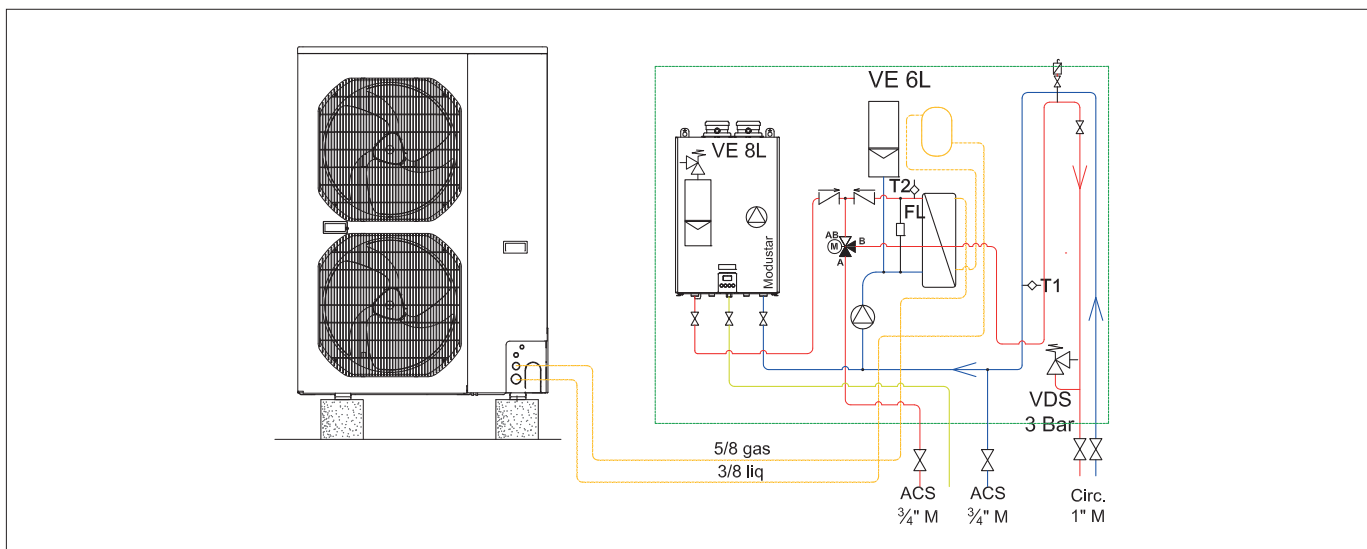 VE 6L
VE 8L
Modustar
T2
FL
AB
M
B
A
T1
VDS
3 Bar
5/8 gas
3/8 liq
ACS
3/4" M
ACS
3/4" M
Circ.
1" M